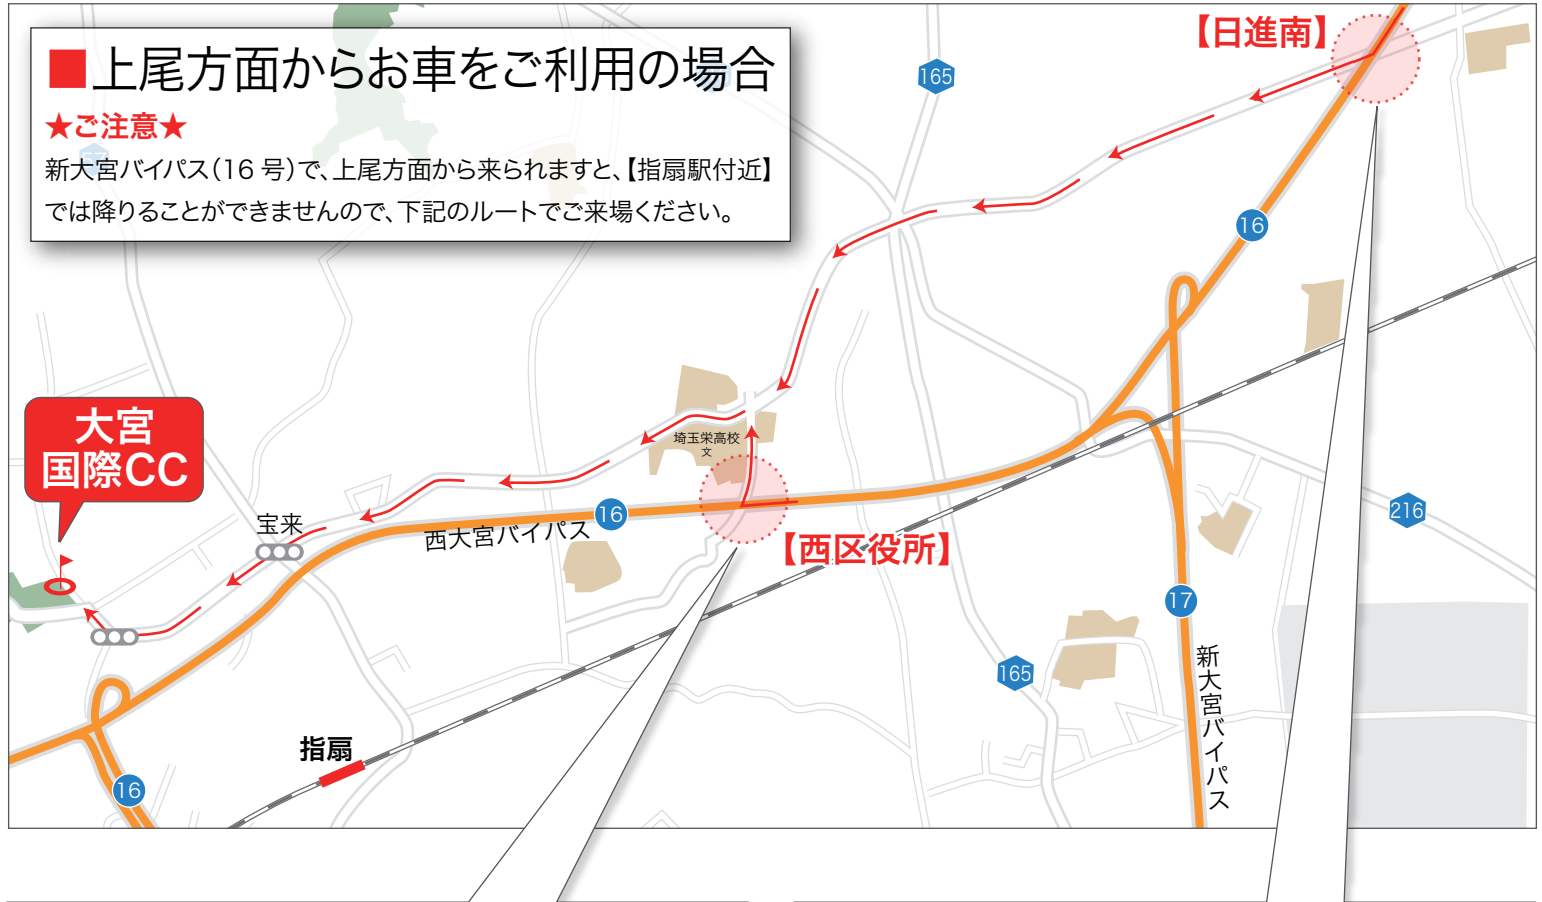 ■上尾方面からお車をご利用の場合
★ご注意★
新大宮バイパス（16 号）で、上尾方面から来られますと、【指扇駅付近】
では降りることができませんので、下記のルートでご来場ください。
【日進南】
165
16
大宮
国際CC
埼玉栄高校
文
宝来
16
西大宮バイパス
【西区役所】
216
17
165
新大宮バイパス
指扇
16